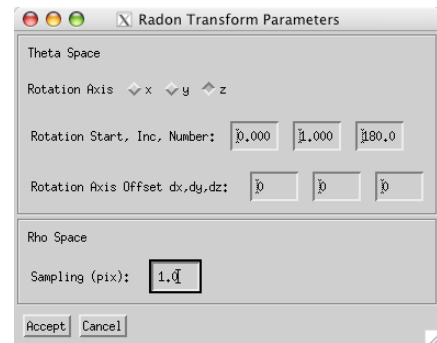 Radon Transform Parameters
Theta Space
Rotation Axis x y z
Rotation Start, Inc, Number: 0.000 1.000 180.0
Rotation Axis Offset dx,dy,dz: 0 0 0
Rho Space
Sampling (pix): 1.0
Accept Cancel